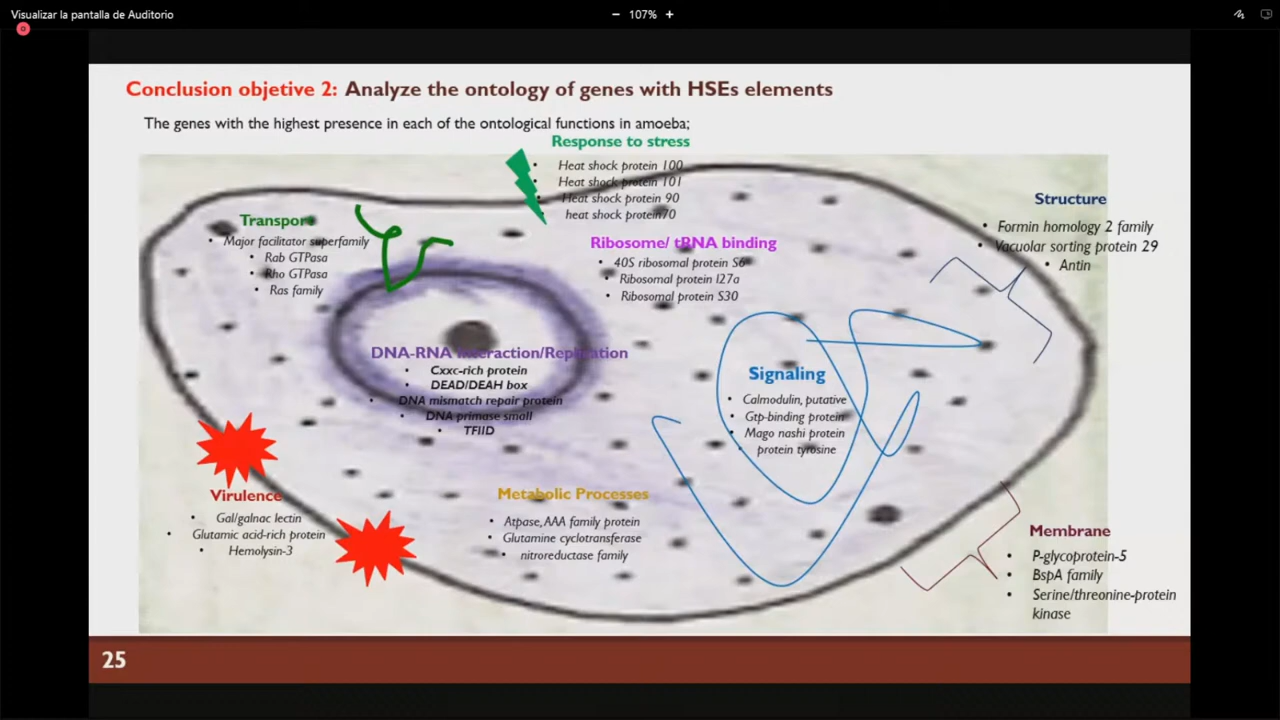 Visualizar la pantalla de Auditorio
− 107% +
Conclusion objetive 2: Analyze the ontology of genes with HSEs elements
The genes with the highest presence in each of the ontological functions in amoeba;
Response to stress
• Heat shock protein 100
• Heat shock protein 101
• Heat shock protein 90
• heat shock protein70
Transport
• Major facilitator superfamily
• Rab GTPasa
• Rho GTPasa
• Ras family
Ribosome/ tRNA binding
• 40S ribosomal protein S6
• Ribosomal protein l27a
• Ribosomal protein S30
Structure
• Formin homology 2 family
• Vacuolar sorting protein 29
• Antin
DNA-RNA Interaction/Replication
• Cxxc-rich protein
• DEAD/DEAH box
• DNA mismatch repair protein
• DNA primase small
• TFIID
Signaling
• Calmodulin, putative
• Gtp-binding protein
• Mago nashi protein
• protein tyrosine
Virulence
• Gal/galnac lectin
• Glutamic acid-rich protein
• Hemolysin-3
Metabolic Processes
• Atpase, AAA family protein
• Glutamine cyclotransferase
• nitroreductase family
Membrane
• P-glycoprotein-5
• BspA family
• Serine/threonine-protein
kinase
25